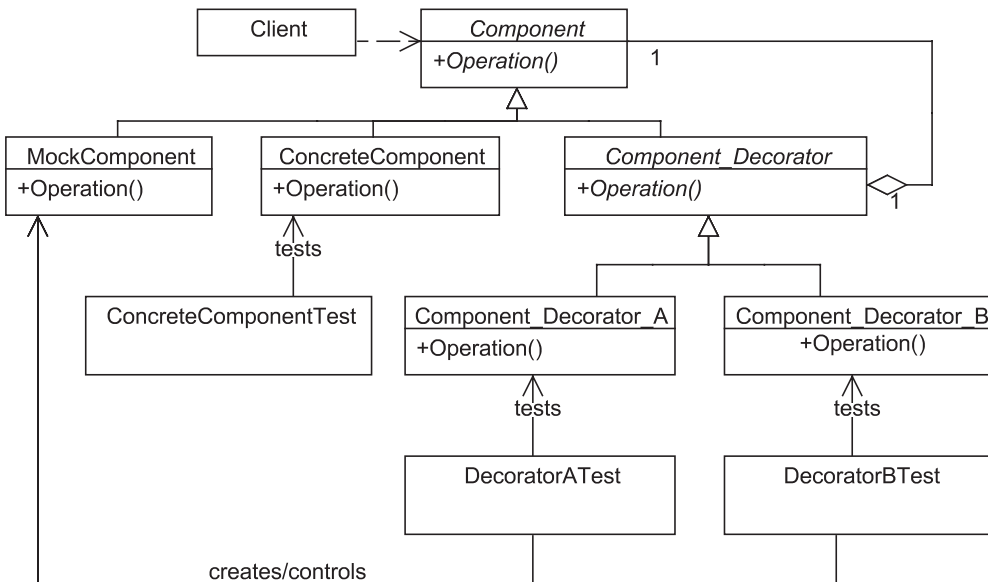 Client
Component
+Operation()
1
MockComponent
+Operation()
ConcreteComponent
+Operation()
Component_Decorator
+Operation()
1
tests
ConcreteComponentTest
Component_Decorator_A
+Operation()
Component_Decorator_B
+Operation()
tests
tests
DecoratorATest
DecoratorBTest
creates/controls